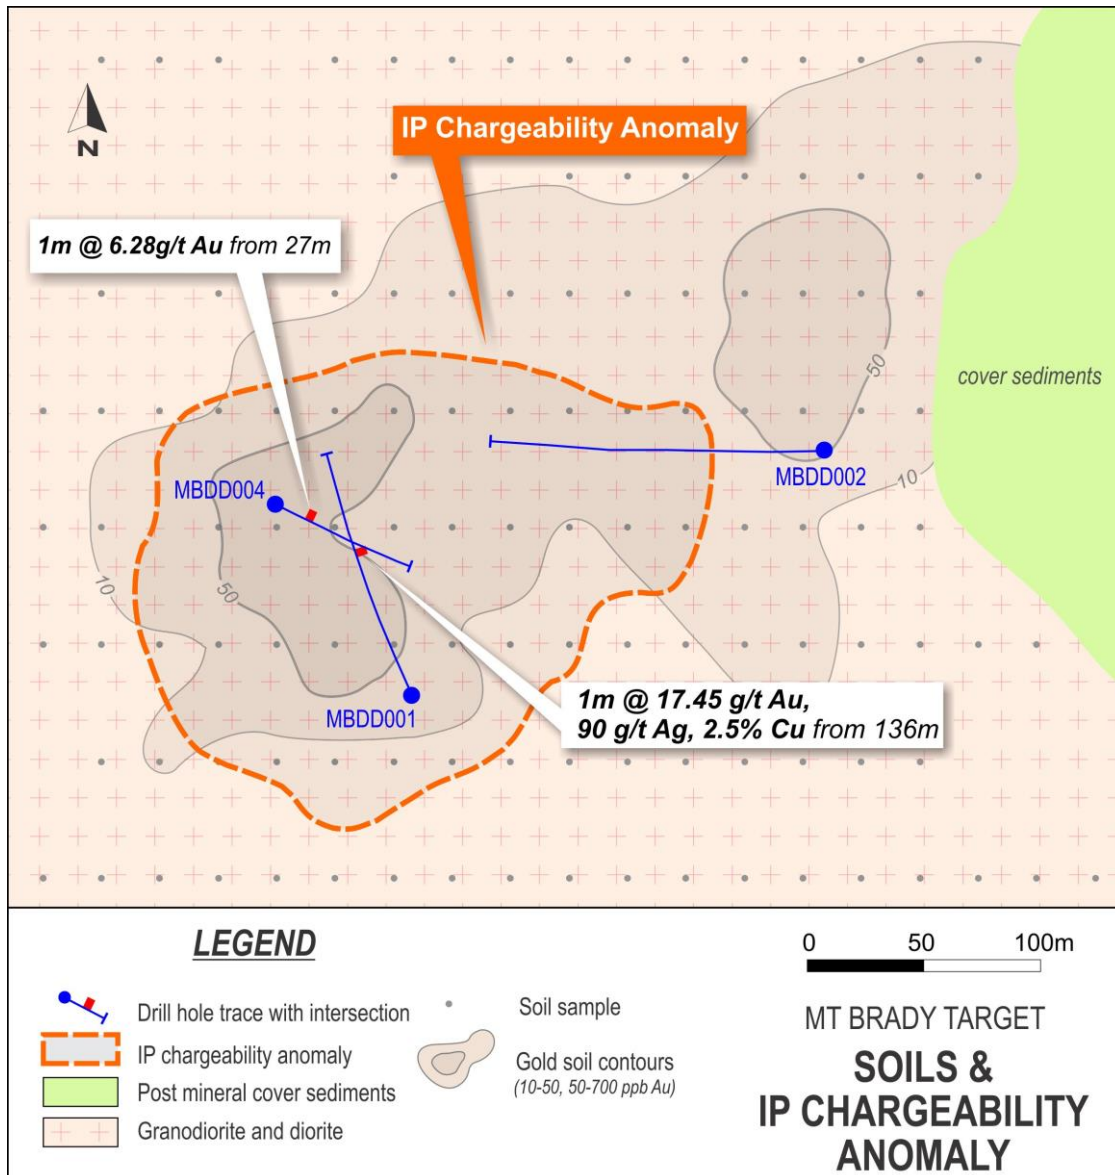 IP Chargeability Anomaly
N
1m @ 6.28g/t Au from 27m
50
cover sediments
MBDD004
MBDD002
10
10
50
MBDD001
1m @ 17.45 g/t Au,
90 g/t Ag, 2.5% Cu from 136m
LEGEND
Drill hole trace with intersection
IP chargeability anomaly
Post mineral cover sediments
Granodiorite and diorite
Soil sample
Gold soil contours
(10-50, 50-700 ppb Au)
0 50 100m
MT BRADY TARGET
SOILS &
IP CHARGEABILITY
ANOMALY